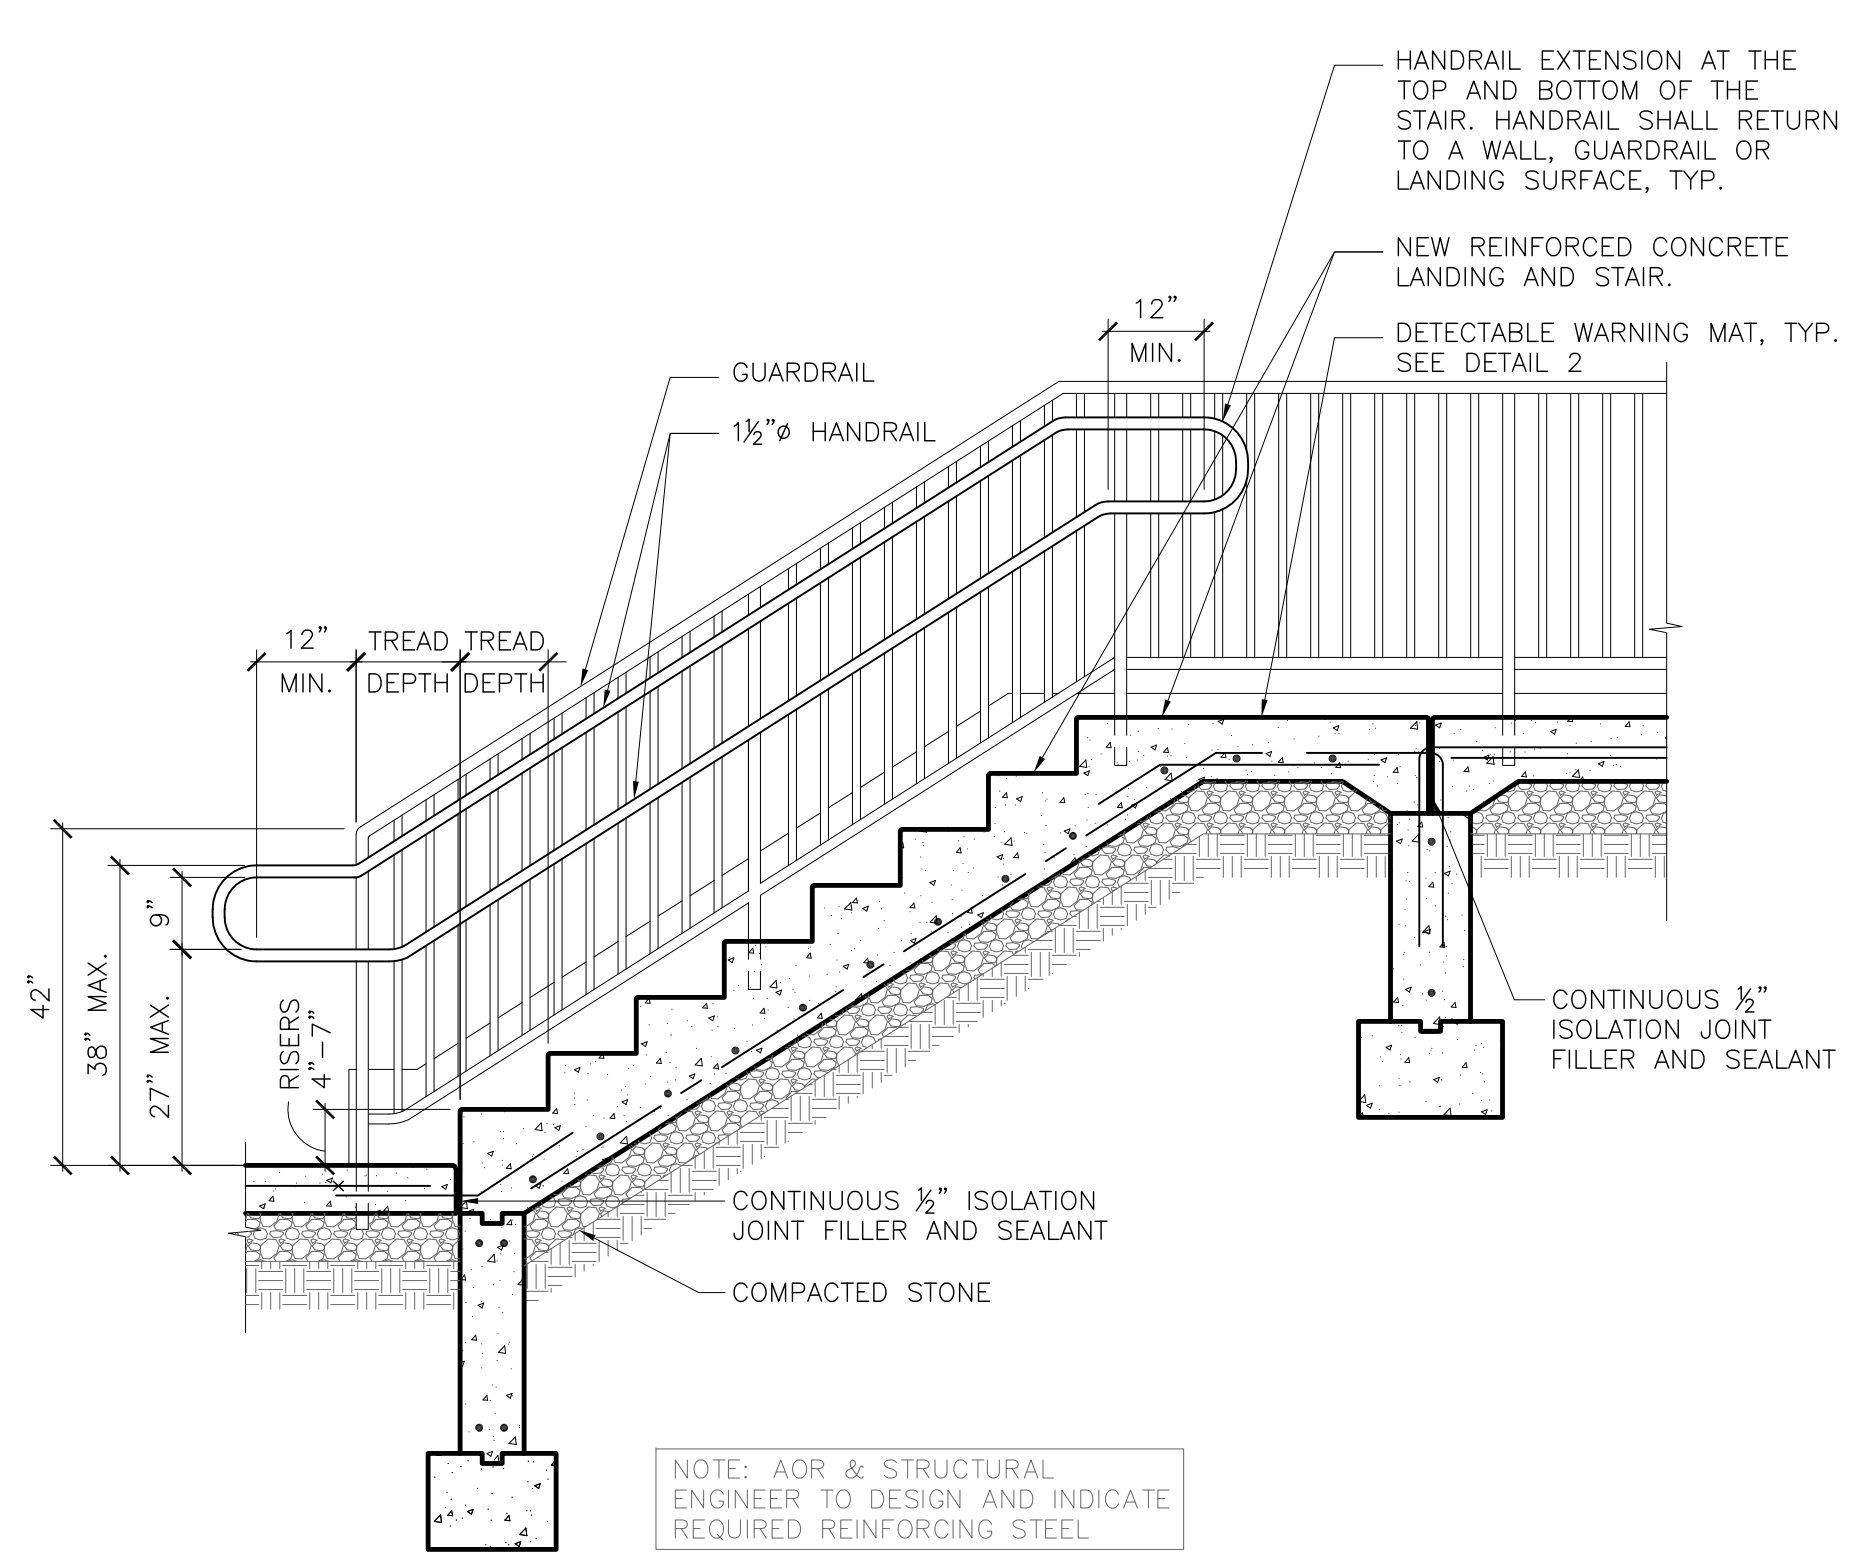 HANDRAIL EXTENSION AT THE
TOP AND BOTTOM OF THE
STAIR. HANDRAIL SHALL RETURN
TO A WALL, GUARDRAIL OR
LANDING SURFACE, TYP.
NEW REINFORCED CONCRETE
LANDING AND STAIR.
12"
MIN.
DETECTABLE WARNING MAT, TYP.
SEE DETAIL 2
GUARDRAIL
1½"ø HANDRAIL
12"
MIN.
TREAD
DEPTH
TREAD
DEPTH
42"
38" MAX.
27" MAX.
9"
RISERS
4"-7"
CONTINUOUS ½"
ISOLATION JOINT
FILLER AND SEALANT
CONTINUOUS ½" ISOLATION
JOINT FILLER AND SEALANT
COMPACTED STONE
NOTE: AOR & STRUCTURAL
ENGINEER TO DESIGN AND INDICATE
REQUIRED REINFORCING STEEL